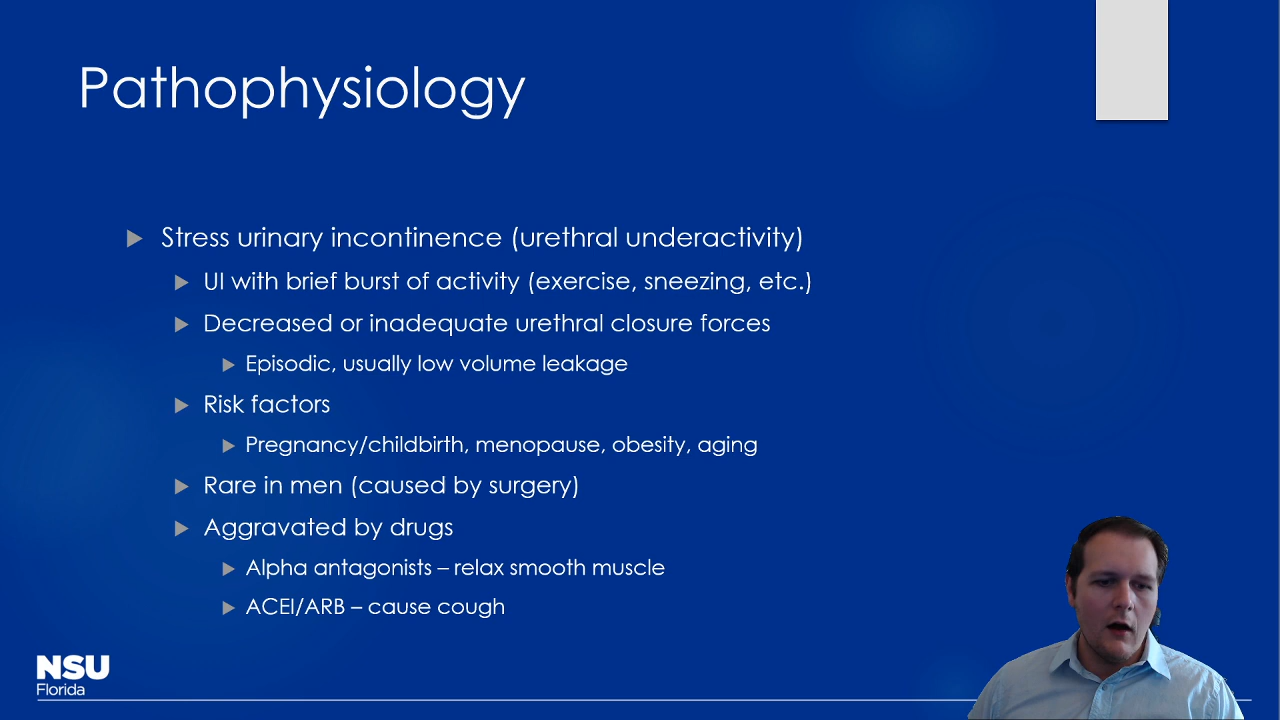 Pathophysiology
Stress urinary incontinence (urethral underactivity)
UI with brief burst of activity (exercise, sneezing, etc.)
Decreased or inadequate urethral closure forces
Episodic, usually low volume leakage
Risk factors
Pregnancy/childbirth, menopause, obesity, aging
Rare in men (caused by surgery)
Aggravated by drugs
Alpha antagonists – relax smooth muscle
ACEI/ARB – cause cough
NSU
Florida